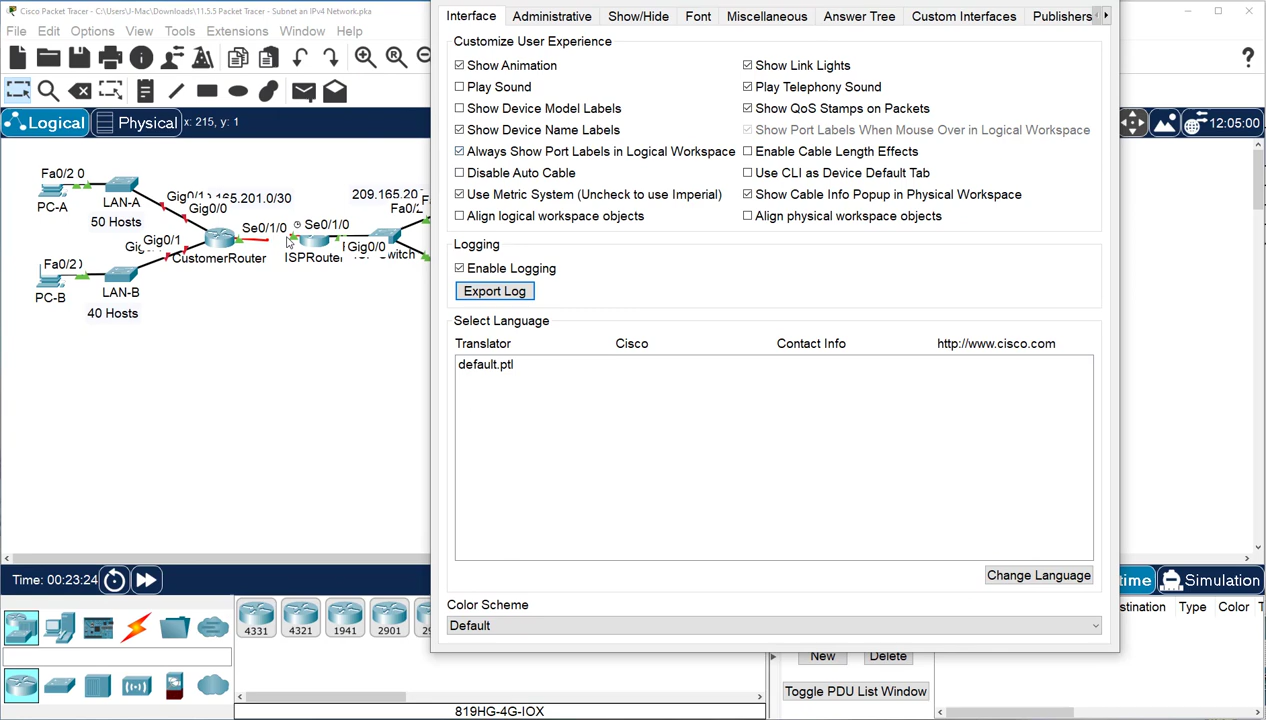 Cisco Packet Tracer - C:\Users\J-Mac\Downloads\11.5.5 Packet Tracer - Subnet an IPv4 Network.pka
File Edit Options View Tools Extensions Window Help
Logical Physical x: 215, y: 1
12:05:00
Fa0/2 0
PC-A
LAN-A
50 Hosts
Gig0/1 165.201.0/30
Gig0/0
209.165.20
Fa0/2
Se0/1/0
Se0/1/0
Gig0/1
Gig0/0
CustomerRouter
ISPRouter
Switch
Fa0/2
PC-B
LAN-B
40 Hosts
Interface Administrative Show/Hide Font Miscellaneous Answer Tree Custom Interfaces Publishers
Customize User Experience
Show Animation
Show Link Lights
Play Sound
Play Telephony Sound
Show Device Model Labels
Show QoS Stamps on Packets
Show Device Name Labels
Show Port Labels When Mouse Over in Logical Workspace
Always Show Port Labels in Logical Workspace
Enable Cable Length Effects
Disable Auto Cable
Use CLI as Device Default Tab
Use Metric System (Uncheck to use Imperial)
Show Cable Info Popup in Physical Workspace
Align logical workspace objects
Align physical workspace objects
Logging
Enable Logging
Export Log
Select Language
Translator Cisco Contact Info http://www.cisco.com
default.ptl
Change Language
Color Scheme
Default
Time: 00:23:24
time Simulation
4331 4321 1941 2901
stination Type Color
New Delete
Toggle PDU List Window
819HG-4G-IOX